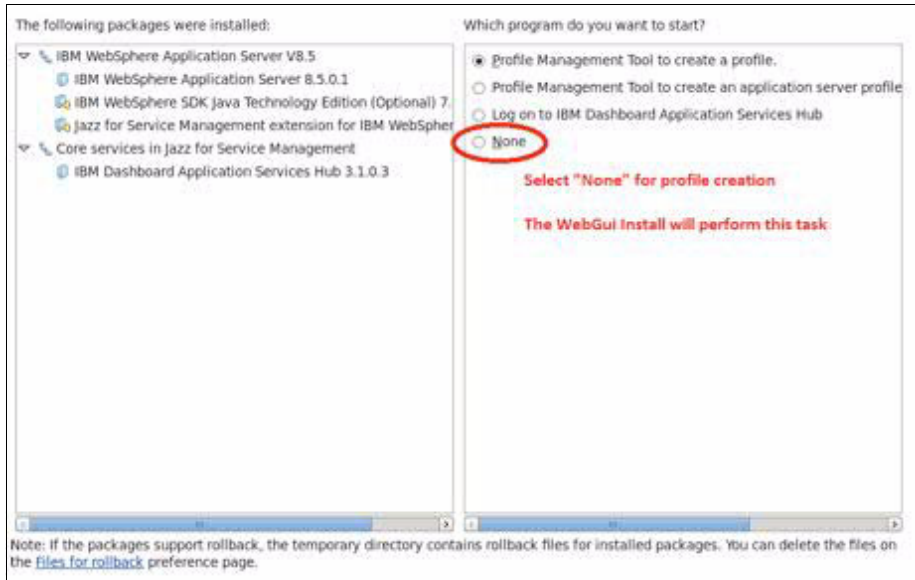 The following packages were installed:
IBM WebSphere Application Server V8.5
IBM WebSphere Application Server 8.5.0.1
IBM WebSphere SDK Java Technology Edition (Optional) 7.
Jazz for Service Management extension for IBM WebSpher
Core services in Jazz for Service Management
IBM Dashboard Application Services Hub 3.1.0.3
Which program do you want to start?
Profile Management Tool to create a profile.
Profile Management Tool to create an application server profile
Log on to IBM Dashboard Application Services Hub
None
Select "None" for profile creation
The WebGui Install will perform this task
Note: If the packages support rollback, the temporary directory contains rollback files for installed packages. You can delete the files on
the Files for rollback preference page.